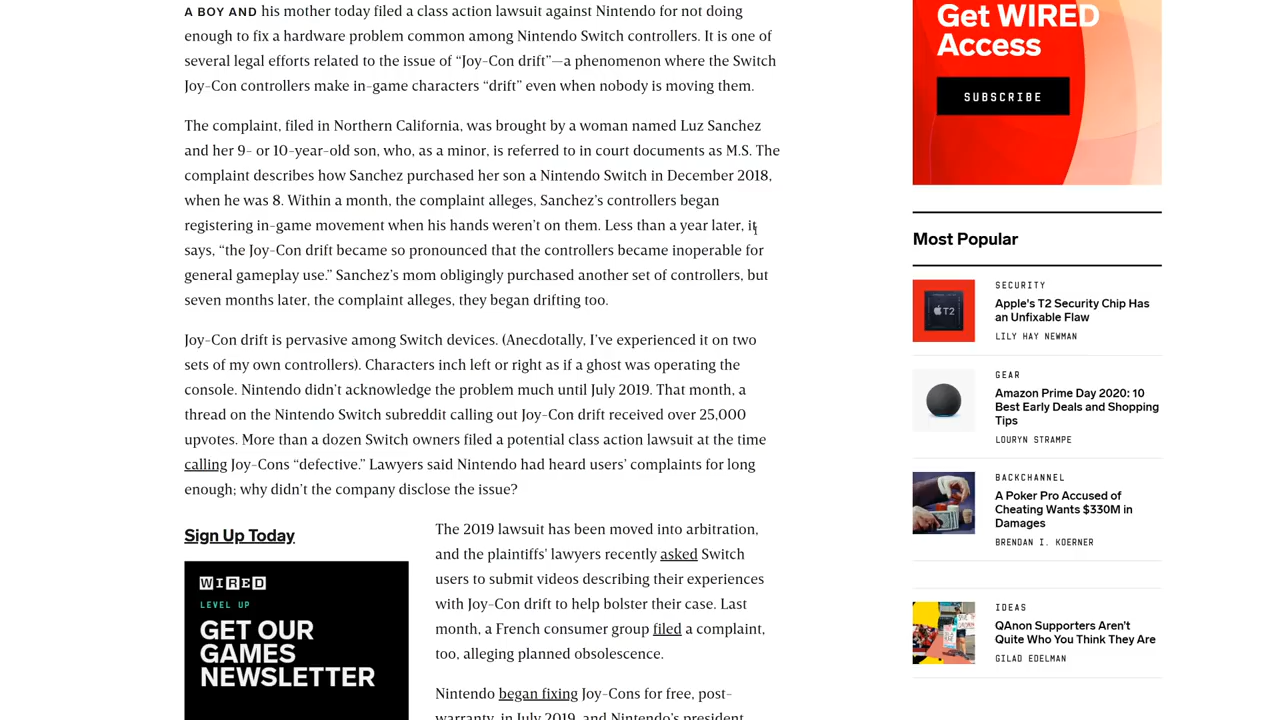 A BOY AND his mother today filed a class action lawsuit against Nintendo for not doing
enough to fix a hardware problem common among Nintendo Switch controllers. It is one of
several legal efforts related to the issue of “Joy-Con drift”—a phenomenon where the Switch
Joy-Con controllers make in-game characters “drift” even when nobody is moving them.
The complaint, filed in Northern California, was brought by a woman named Luz Sanchez
and her 9- or 10-year-old son, who, as a minor, is referred to in court documents as M.S. The
complaint describes how Sanchez purchased her son a Nintendo Switch in December 2018,
when he was 8. Within a month, the complaint alleges, Sanchez’s controllers began
registering in-game movement when his hands weren’t on them. Less than a year later, it
says, “the Joy-Con drift became so pronounced that the controllers became inoperable for
general gameplay use.” Sanchez’s mom obligingly purchased another set of controllers, but
seven months later, the complaint alleges, they began drifting too.
Joy-Con drift is pervasive among Switch devices. (Anecdotally, I’ve experienced it on two
sets of my own controllers). Characters inch left or right as if a ghost was operating the
console. Nintendo didn’t acknowledge the problem much until July 2019. That month, a
thread on the Nintendo Switch subreddit calling out Joy-Con drift received over 25,000
upvotes. More than a dozen Switch owners filed a potential class action lawsuit at the time
calling Joy-Cons “defective.” Lawyers said Nintendo had heard users’ complaints for long
enough; why didn’t the company disclose the issue?
Sign Up Today
WIRED
LEVEL UP
GET OUR
GAMES
NEWSLETTER
The 2019 lawsuit has been moved into arbitration,
and the plaintiffs’ lawyers recently asked Switch
users to submit videos describing their experiences
with Joy-Con drift to help bolster their case. Last
month, a French consumer group filed a complaint,
too, alleging planned obsolescence.
Nintendo began fixing Joy-Cons for free, post-
warranty, in July 2019, and Nintendo’s president
Get WIRED
Access
SUBSCRIBE
Most Popular
T2
SECURITY
Apple's T2 Security Chip Has
an Unfixable Flaw
LILY HAY NEWMAN
GEAR
Amazon Prime Day 2020: 10
Best Early Deals and Shopping
Tips
LOURYN STRAMPE
BACKCHANNEL
A Poker Pro Accused of
Cheating Wants $330M in
Damages
BRENDAN I. KOERNER
IDEAS
QAnon Supporters Aren't
Quite Who You Think They Are
GILAD EDELMAN